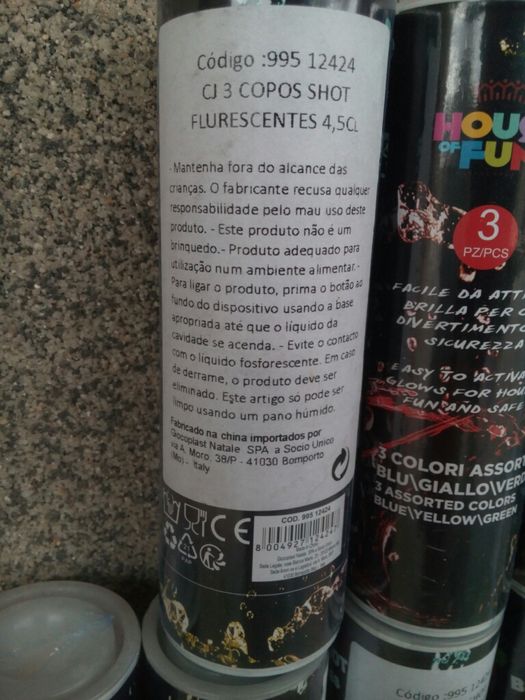 Código :995 12424
CJ 3 COPOS SHOT
FLURESCENTES 4,5CL
- Mantenha fora do alcance das
crianças. O fabricante recusa qualquer
responsabilidade pelo mau uso deste
produto. - Este produto não é um
brinquedo.- Produto adequado para
utilização num ambiente alimentar.-
Para ligar o produto, prima o botão ao
fundo do dispositivo usando a base
apropriada até que o líquido da
cavidade se acenda. - Evite o contacto
com o líquido fosforescente. Em caso
de derrame, o produto deve ser
eliminado. Este artigo só pode ser
limpo usando um pano húmido.
Fabricado na china importados por
Giocoplast Natale SPA a Socio Unico
via A. Moro, 38/P - 41030 Bomporto
(Mo) - Italy
CE
COD. 995 12424
8 004927
HOUS
OF FUN
3
PZ/PCS
FACILE DA ATT
BRILLA PER O
DIVERTIMENTO
SICUREZZA
EASY TO ACTIVA
GLOWS FOR HOU
FUN AND SAFE
3 COLORI ASSOR
BLU\GIALLO\VERD
3 ASSORTED COLORS
BLUE\YELLOW\GREEN
Código :995